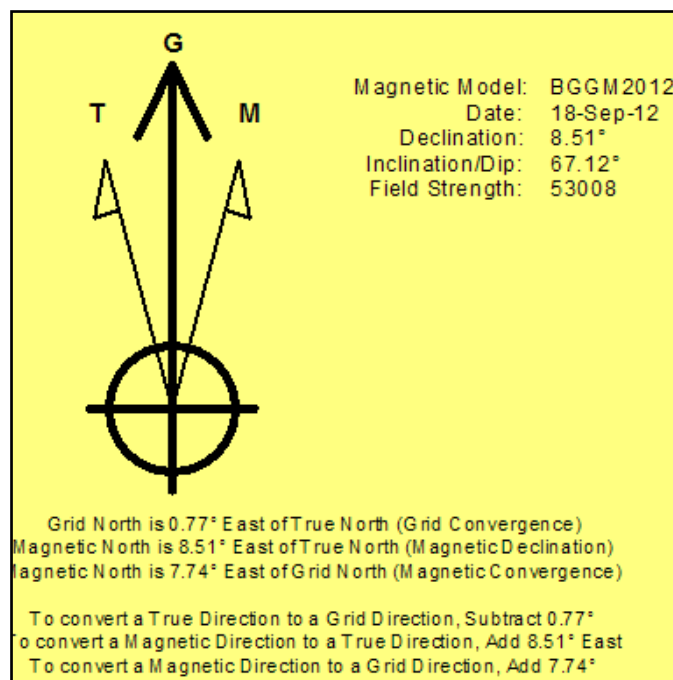 G
T
M
Magnetic Model: BGGM2012
Date: 18-Sep-12
Declination: 8.51°
Inclination/Dip: 67.12°
Field Strength: 53008
Grid North is 0.77° East of True North (Grid Convergence)
Magnetic North is 8.51° East of True North (Magnetic Declination)
Magnetic North is 7.74° East of Grid North (Magnetic Convergence)
To convert a True Direction to a Grid Direction, Subtract 0.77°
To convert a Magnetic Direction to a True Direction, Add 8.51° East
To convert a Magnetic Direction to a Grid Direction, Add 7.74°